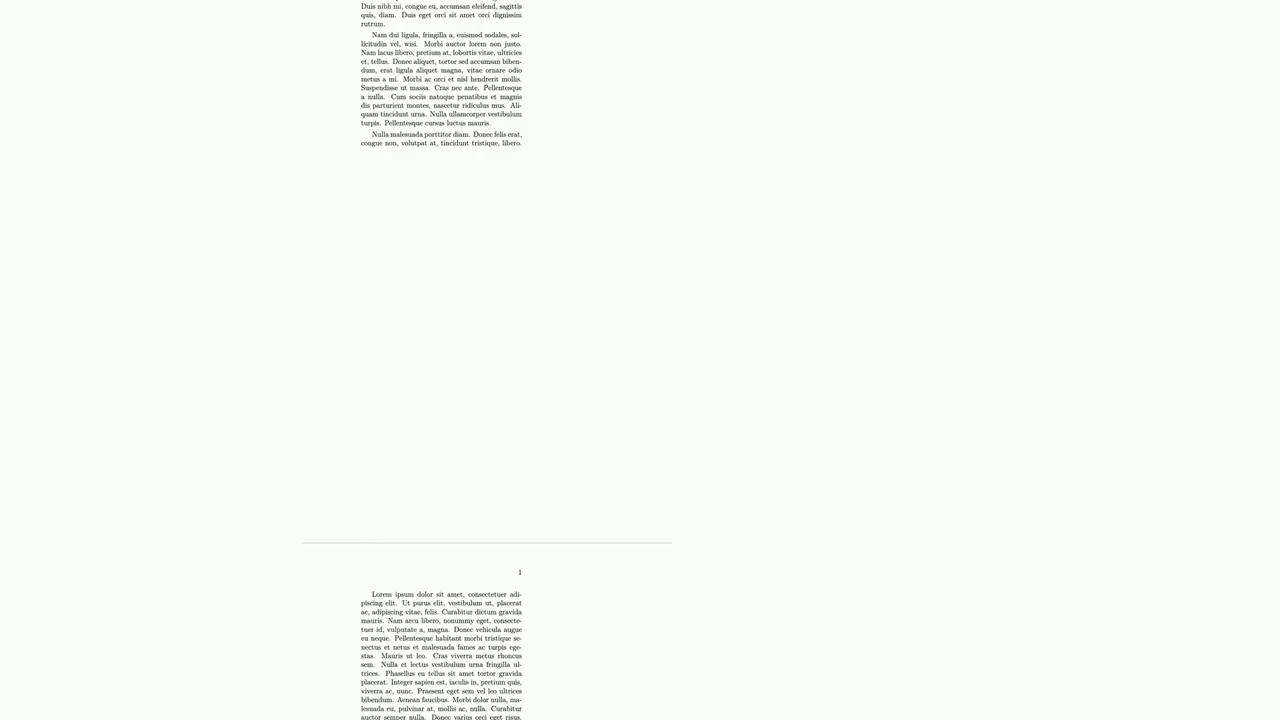 Duis nibh mi, congue eu, accumsan eleifend, sagittis
quis, diam. Duis eget orci sit amet orci dignissim
rutrum.
Nam dui ligula, fringilla a, euismod sodales, sol-
licitudin vel, wisi. Morbi auctor lorem non justo.
Nam lacus libero, pretium at, lobortis vitae, ultricies
et, tellus. Donec aliquet, tortor sed accumsan biben-
dum, erat ligula aliquet magna, vitae ornare odio
metus a mi. Morbi ac orci et nisl hendrerit mollis.
Suspendisse ut massa. Cras nec ante. Pellentesque
a nulla. Cum sociis natoque penatibus et magnis
dis parturient montes, nascetur ridiculus mus. Ali-
quam tincidunt urna. Nulla ullamcorper vestibulum
turpis. Pellentesque cursus luctus mauris.
Nulla malesuada porttitor diam. Donec felis erat,
congue non, volutpat at, tincidunt tristique, libero.
1
Lorem ipsum dolor sit amet, consectetuer adi-
piscing elit. Ut purus elit, vestibulum ut, placerat
ac, adipiscing vitae, felis. Curabitur dictum gravida
mauris. Nam arcu libero, nonummy eget, consecte-
tuer id, vulputate a, magna. Donec vehicula augue
eu neque. Pellentesque habitant morbi tristique se-
nectus et netus et malesuada fames ac turpis ege-
stas. Mauris ut leo. Cras viverra metus rhoncus
sem. Nulla et lectus vestibulum urna fringilla ul-
trices. Phasellus eu tellus sit amet tortor gravida
placerat. Integer sapien est, iaculis in, pretium quis,
viverra ac, nunc. Praesent eget sem vel leo ultrices
bibendum. Aenean faucibus. Morbi dolor nulla, ma-
lesuada eu, pulvinar at, mollis ac, nulla. Curabitur
auctor semper nulla. Donec varius orci eget risus.